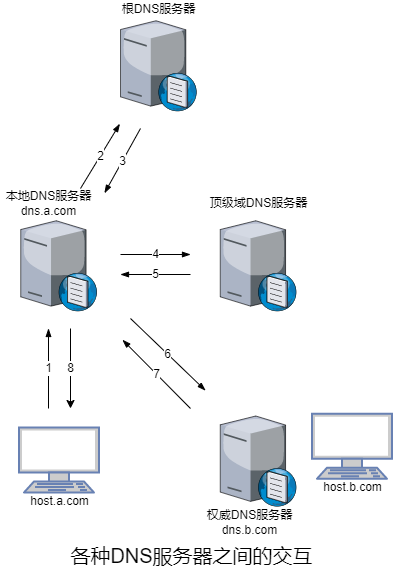 根DNS服务器
2
3
本地DNS服务器
dns.a.com
顶级域DNS服务器
4
5
6
7
1
8
host.a.com
host.b.com
权威DNS服务器
dns.b.com
各种DNS服务器之间的交互